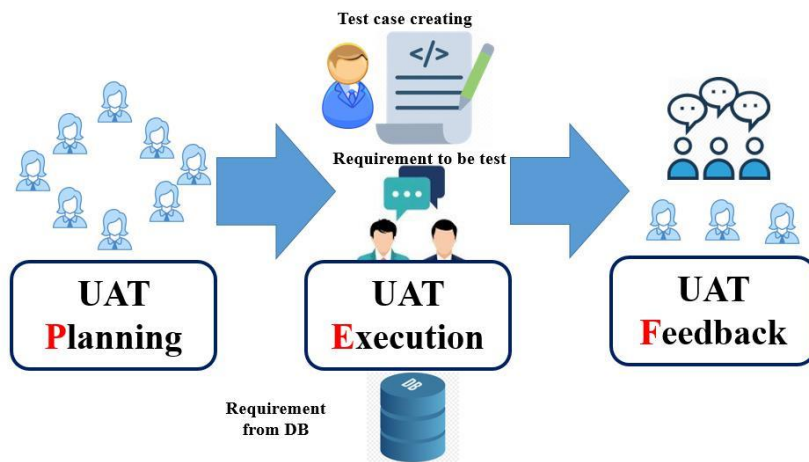 Test case creating
</>
Requirement to be test
UAT
Planning
UAT
Execution
UAT
Feedback
DB
Requirement
from DB